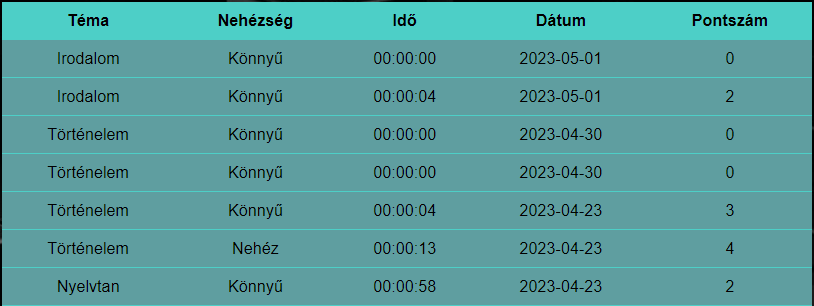 Téma Nehézség Idő Dátum Pontszám
Irodalom Könnyű 00:00:00 2023-05-01 0
Irodalom Könnyű 00:00:04 2023-05-01 2
Történelem Könnyű 00:00:00 2023-04-30 0
Történelem Könnyű 00:00:00 2023-04-30 0
Történelem Könnyű 00:00:04 2023-04-23 3
Történelem Nehéz 00:00:13 2023-04-23 4
Nyelvtan Könnyű 00:00:58 2023-04-23 2